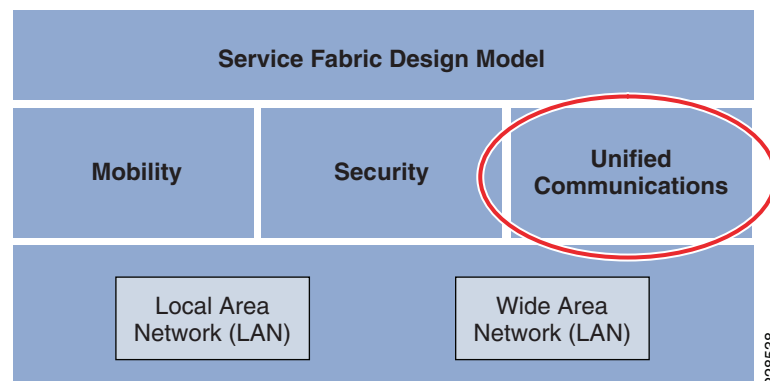 Service Fabric Design Model
Mobility
Security
Unified
Communications
Local Area
Network (LAN)
Wide Area
Network (LAN)